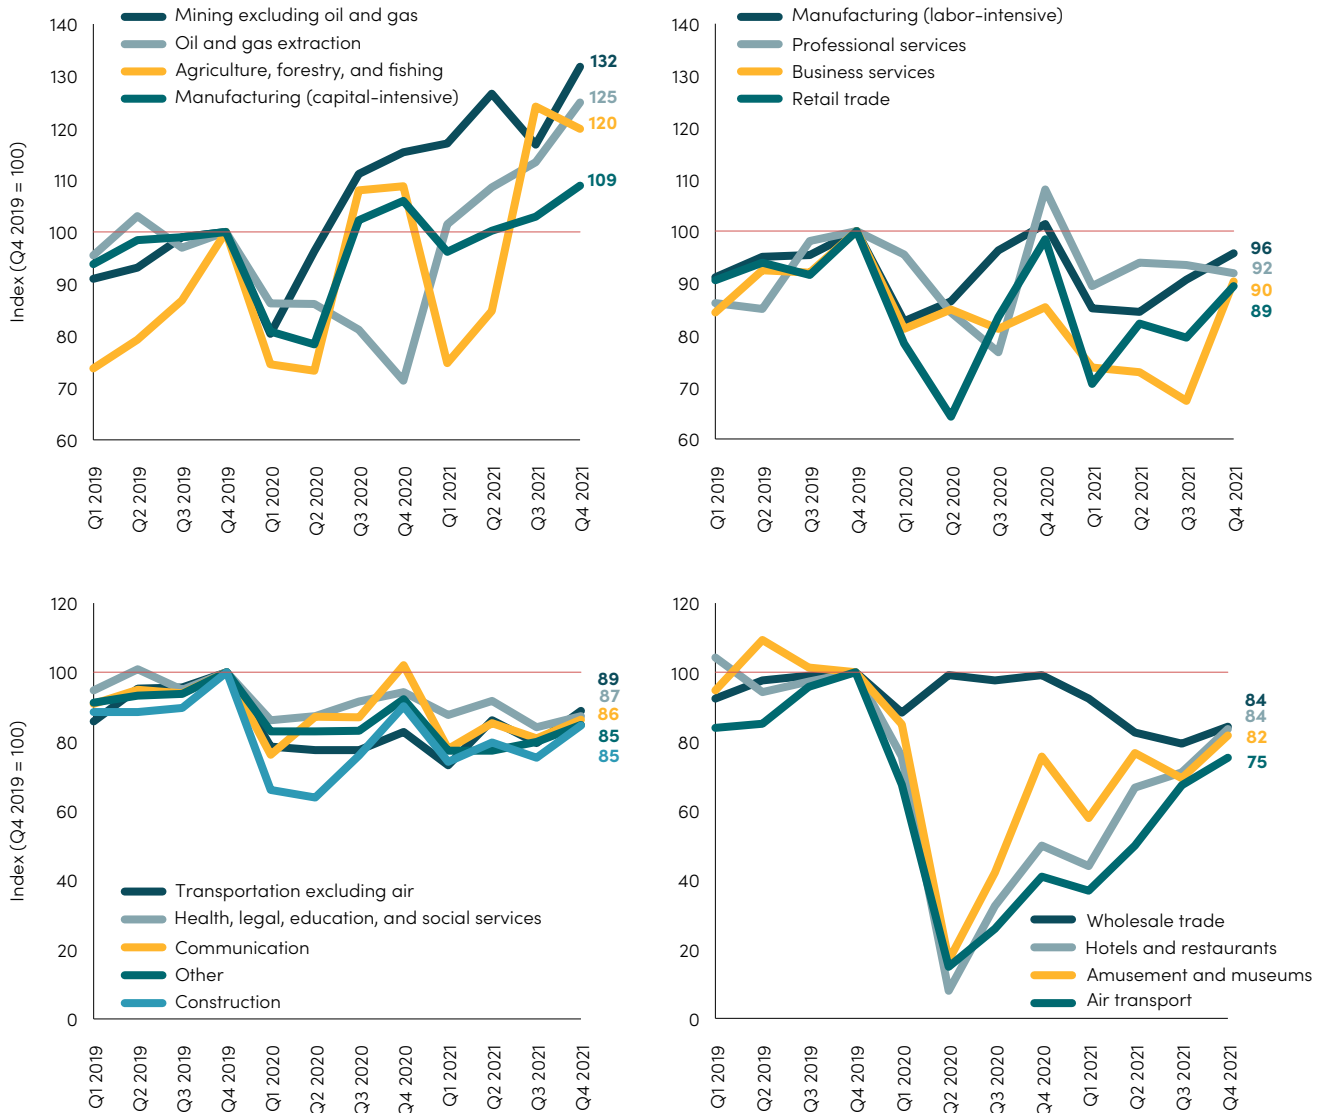 Index (Q4 2019 = 100)
140
130
120
110
100
90
80
70
60
Mining excluding oil and gas
Oil and gas extraction
Agriculture, forestry, and fishing
Manufacturing (capital-intensive)
132
125
120
109
Q1 2019
Q2 2019
Q3 2019
Q4 2019
Q1 2020
Q2 2020
Q3 2020
Q4 2020
Q1 2021
Q2 2021
Q3 2021
Q4 2021
140
130
120
110
100
90
80
70
60
Manufacturing (labor-intensive)
Professional services
Business services
Retail trade
96
92
90
89
Q1 2019
Q2 2019
Q3 2019
Q4 2019
Q1 2020
Q2 2020
Q3 2020
Q4 2020
Q1 2021
Q2 2021
Q3 2021
Q4 2021
Index (Q4 2019 = 100)
120
100
80
60
40
20
0
89
87
86
85
85
Transportation excluding air
Health, legal, education, and social services
Communication
Other
Construction
Q1 2019
Q2 2019
Q3 2019
Q4 2019
Q1 2020
Q2 2020
Q3 2020
Q4 2020
Q1 2021
Q2 2021
Q3 2021
Q4 2021
120
100
80
60
40
20
0
84
84
82
75
Wholesale trade
Hotels and restaurants
Amusement and museums
Air transport
Q1 2019
Q2 2019
Q3 2019
Q4 2019
Q1 2020
Q2 2020
Q3 2020
Q4 2020
Q1 2021
Q2 2021
Q3 2021
Q4 2021